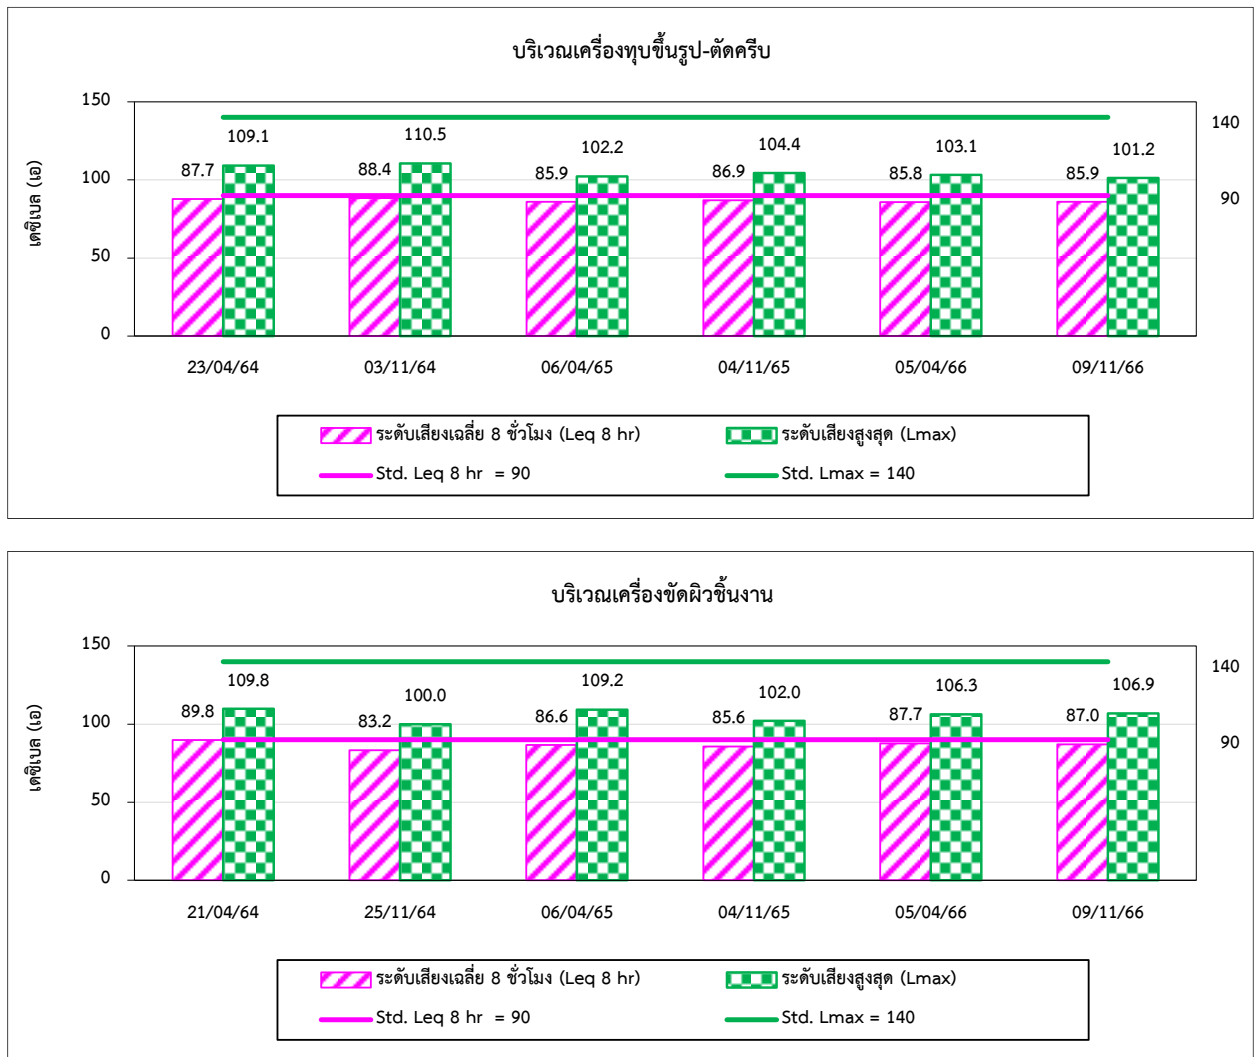 บริเวณเครื่องทุบขึ้นรูป-ตัดครีบ
เดซิเบล (เอ)
150
100
50
0
140
90
87.7 109.1 88.4 110.5 85.9 102.2 86.9 104.4 85.8 103.1 85.9 101.2
23/04/64 03/11/64 06/04/65 04/11/65 05/04/66 09/11/66
ระดับเสียงเฉลี่ย 8 ชั่วโมง (Leq 8 hr) ระดับเสียงสูงสุด (Lmax)
Std. Leq 8 hr = 90 Std. Lmax = 140
บริเวณเครื่องขัดผิวชิ้นงาน
เดซิเบล (เอ)
150
100
50
0
140
90
89.8 109.8 83.2 100.0 86.6 109.2 85.6 102.0 87.7 106.3 87.0 106.9
21/04/64 25/11/64 06/04/65 04/11/65 05/04/66 09/11/66
ระดับเสียงเฉลี่ย 8 ชั่วโมง (Leq 8 hr) ระดับเสียงสูงสุด (Lmax)
Std. Leq 8 hr = 90 Std. Lmax = 140